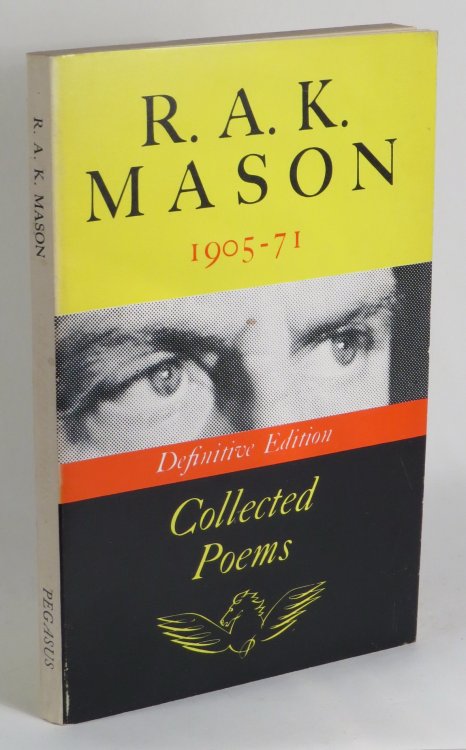 R. A. K.
MASON
1905-71
Definitive Edition
Collected
Poems
R. A. K. MASON
PEGASUS